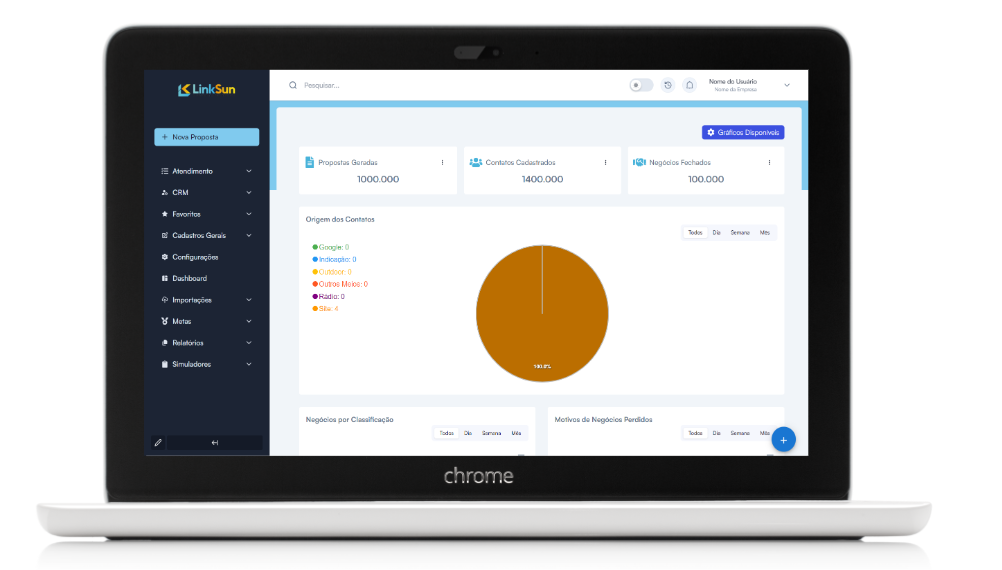 LinkSun
Pesquisar...
Nome do Usuário
Nome da Empresa
+ Nova Proposta
Gráficos Disponíveis
Atendimento
CRM
Favoritos
Cadastros Gerais
Configurações
Dashboard
Importações
Metas
Relatórios
Simuladores
Propostas Geradas
1000.000
Contatos Cadastrados
1400.000
Negócios Fechados
100.000
Origem dos Contatos
Todos Dia Semana Mês
Google: 0
Indicação: 0
Outdoor: 0
Outros Meios: 0
Rádio: 0
Site: 4
100.0%
Negócios por Classificação
Todos Dia Semana Mês
Motivos de Negócios Perdidos
Todos Dia Semana Mês
chrome